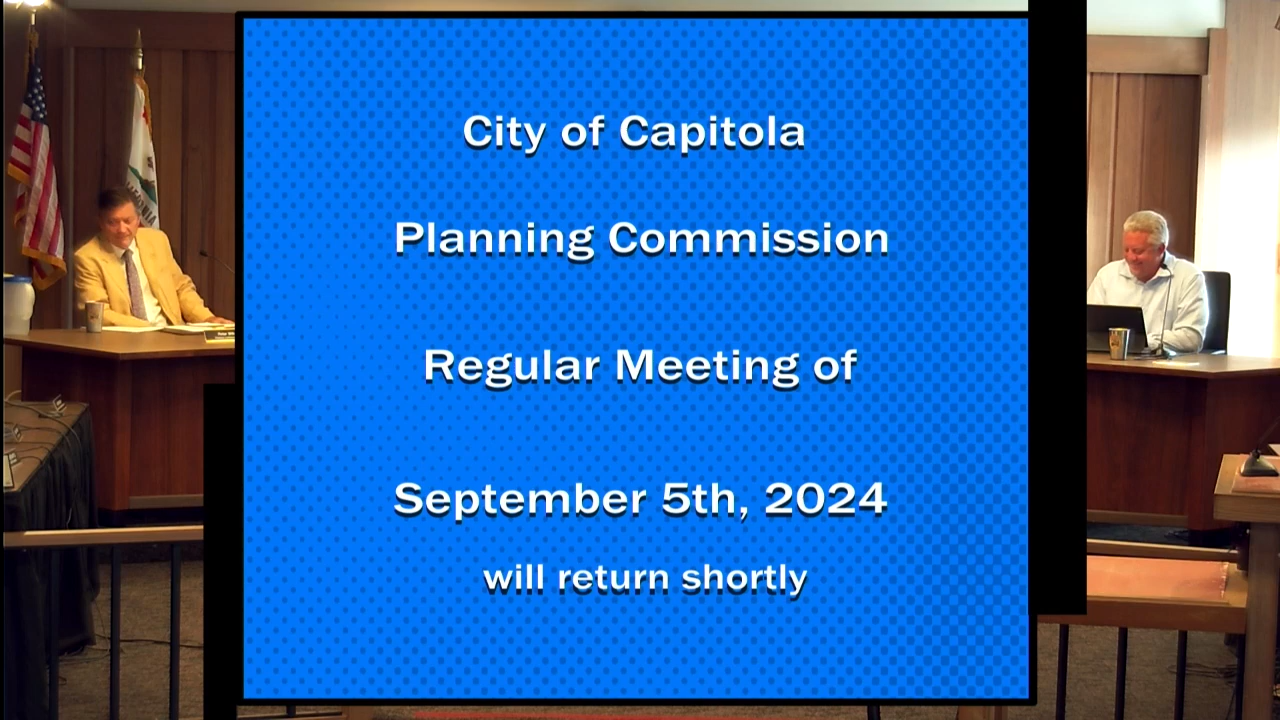 City of Capitola
Planning Commission
Regular Meeting of
September 5th, 2024
will return shortly